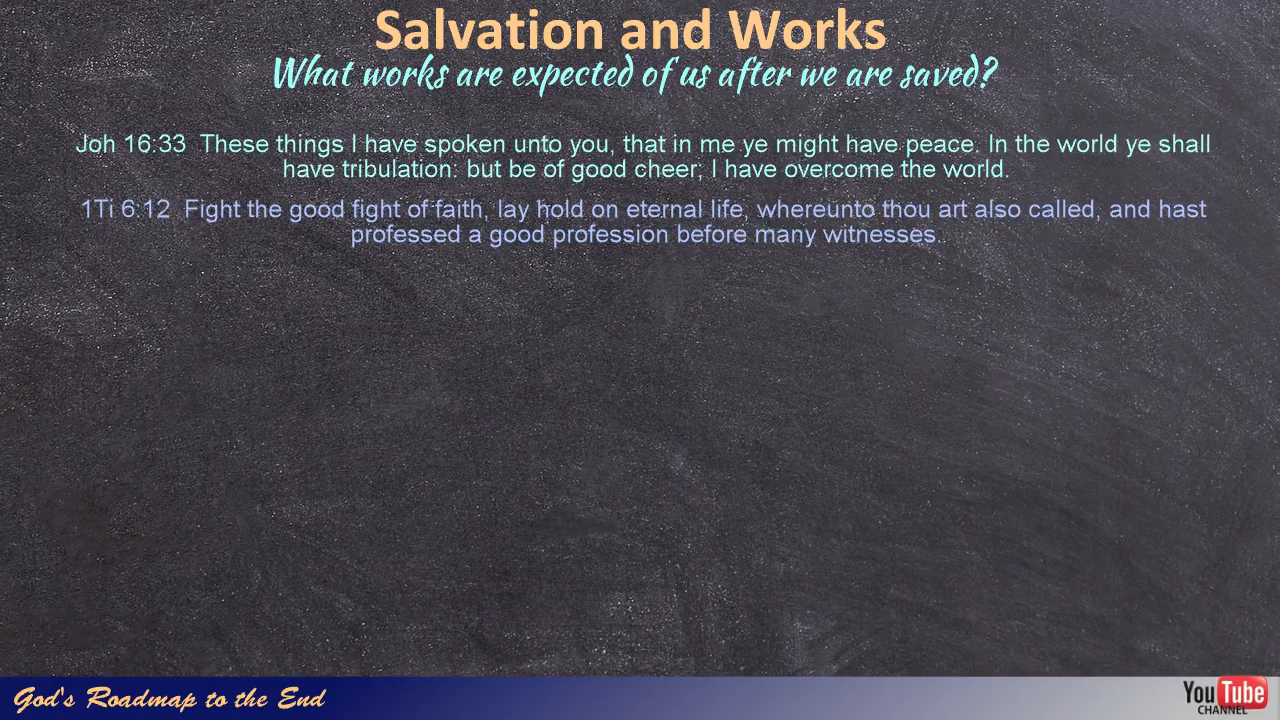 Salvation and Works
What works are expected of us after we are saved?
Joh 16:33  These things I have spoken unto you, that in me ye might have peace. In the world ye shall
have tribulation: but be of good cheer; I have overcome the world.
1Ti 6:12  Fight the good fight of faith, lay hold on eternal life, whereunto thou art also called, and hast
professed a good profession before many witnesses.
God's Roadmap to the End
YouTube
CHANNEL